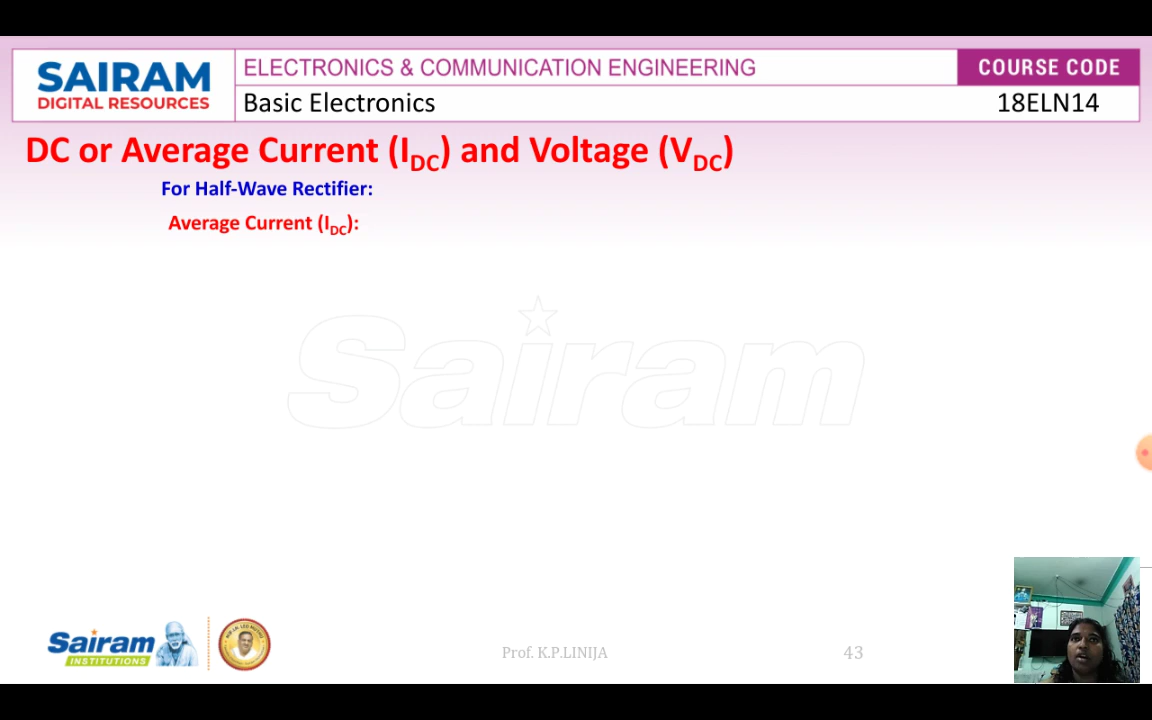 SAIRAM
DIGITAL RESOURCES
ELECTRONICS & COMMUNICATION ENGINEERING
COURSE CODE
Basic Electronics
18ELN14
DC or Average Current (IDC) and Voltage (VDC)
For Half-Wave Rectifier:
Average Current (IDC):
Sairam
Sairam
INSTITUTIONS
Prof. K.P.LINIJA
43